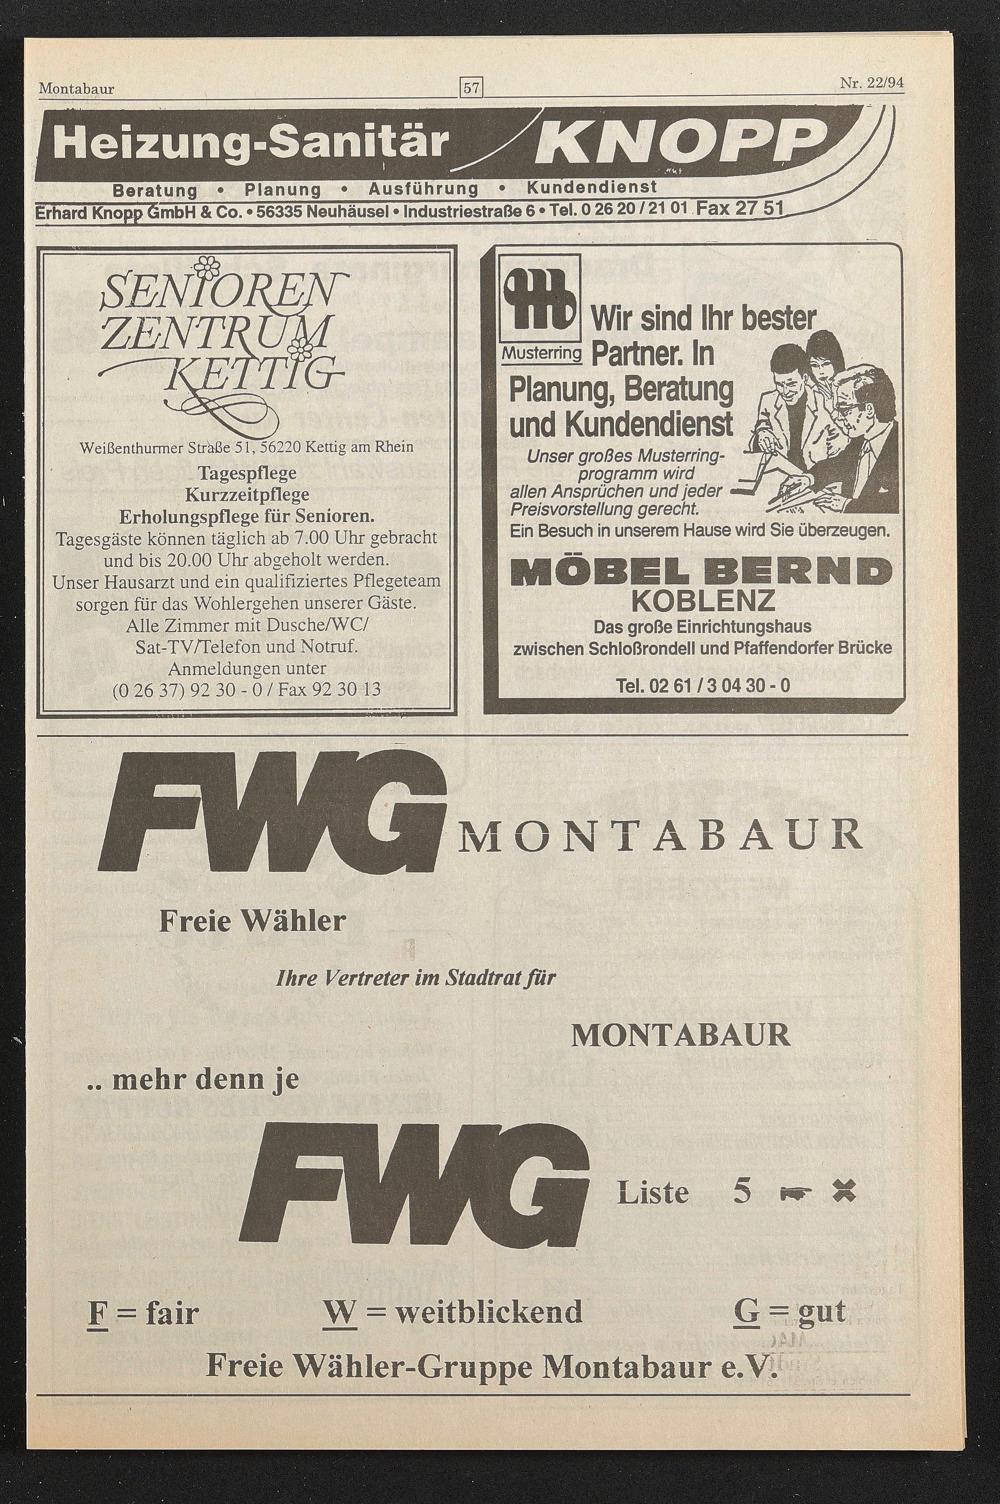 Montabaur
57
Nr. 22/94
Heizung-Sanitär KNOPP
Beratung • Planung • Ausführung • Kundendienst
Erhard Knopp GmbH & Co. • 56335 Neuhäusel • Industriestraße 6 • Tel. 0 26 20 / 21 01 Fax 27 51
SENIOREN
ZENTRUM
KETTIG
Weißenthurmer Straße 51, 56220 Kettig am Rhein
Tagespflege
Kurzzeitpflege
Erholungspflege für Senioren.
Tagesgäste können täglich ab 7.00 Uhr gebracht
und bis 20.00 Uhr abgeholt werden.
Unser Hausarzt und ein qualifiziertes Pflegeteam
sorgen für das Wohlergehen unserer Gäste.
Alle Zimmer mit Dusche/WC/
Sat-TV/Telefon und Notruf.
Anmeldungen unter
(0 26 37) 92 30 - 0 / Fax 92 30 13
Musterring
Wir sind Ihr bester
Partner. In
Planung, Beratung
und Kundendienst
Unser großes Musterring-
programm wird
allen Ansprüchen und jeder
Preisvorstellung gerecht.
Ein Besuch in unserem Hause wird Sie überzeugen.
MÖBEL BERND
KOBLENZ
Das große Einrichtungshaus
zwischen Schloßrondell und Pfaffendorfer Brücke
Tel. 02 61 / 3 04 30 - 0
FWG MONTABAUR
Freie Wähler
Ihre Vertreter im Stadtrat für
MONTABAUR
.. mehr denn je
FWG Liste 5 ☛ ✖
F = fair W = weitblickend G = gut
Freie Wähler-Gruppe Montabaur e.V.